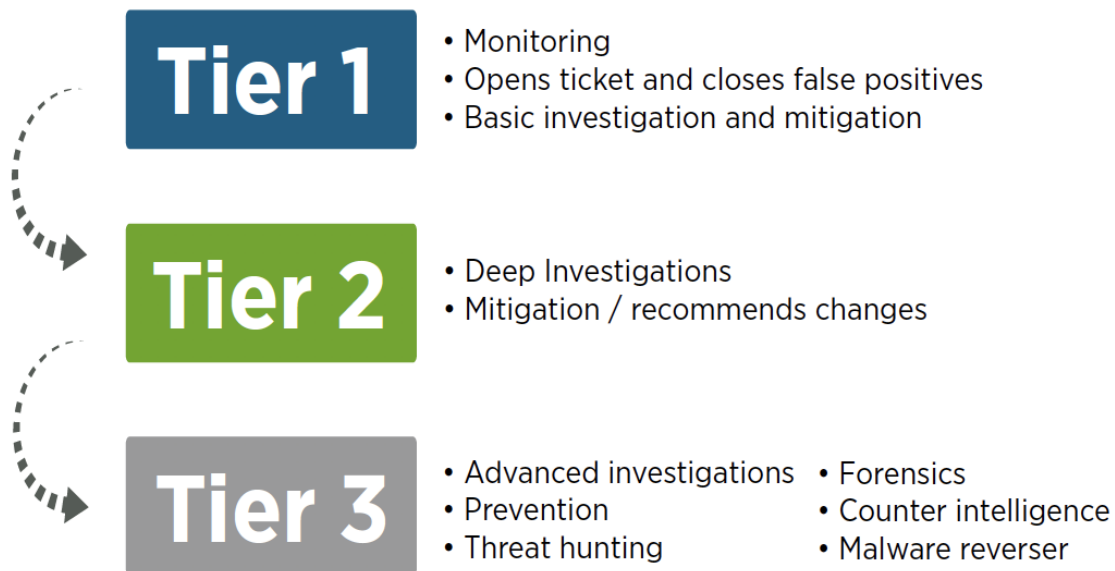 Tier 1
• Monitoring
• Opens ticket and closes false positives
• Basic investigation and mitigation
Tier 2
• Deep Investigations
• Mitigation / recommends changes
Tier 3
• Advanced investigations
• Prevention
• Threat hunting
• Forensics
• Counter intelligence
• Malware reverser